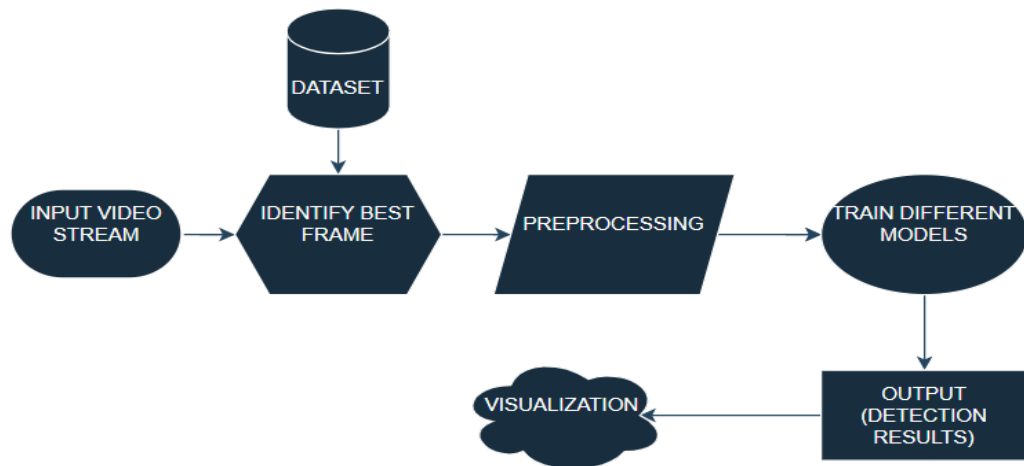 DATASET
INPUT VIDEO
STREAM
IDENTIFY BEST
FRAME
PREPROCESSING
TRAIN DIFFERENT
MODELS
VISUALIZATION
OUTPUT
(DETECTION
RESULTS)